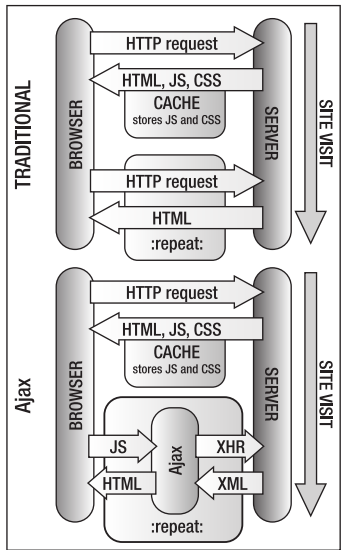 TRADITIONAL
BROWSER
HTTP request
HTML, JS, CSS
CACHE
stores JS and CSS
HTTP request
HTML
:repeat:
SERVER
SITE VISIT
Ajax
BROWSER
HTTP request
HTML, JS, CSS
CACHE
stores JS and CSS
JS
HTML
Ajax
XHR
XML
:repeat:
SERVER
SITE VISIT